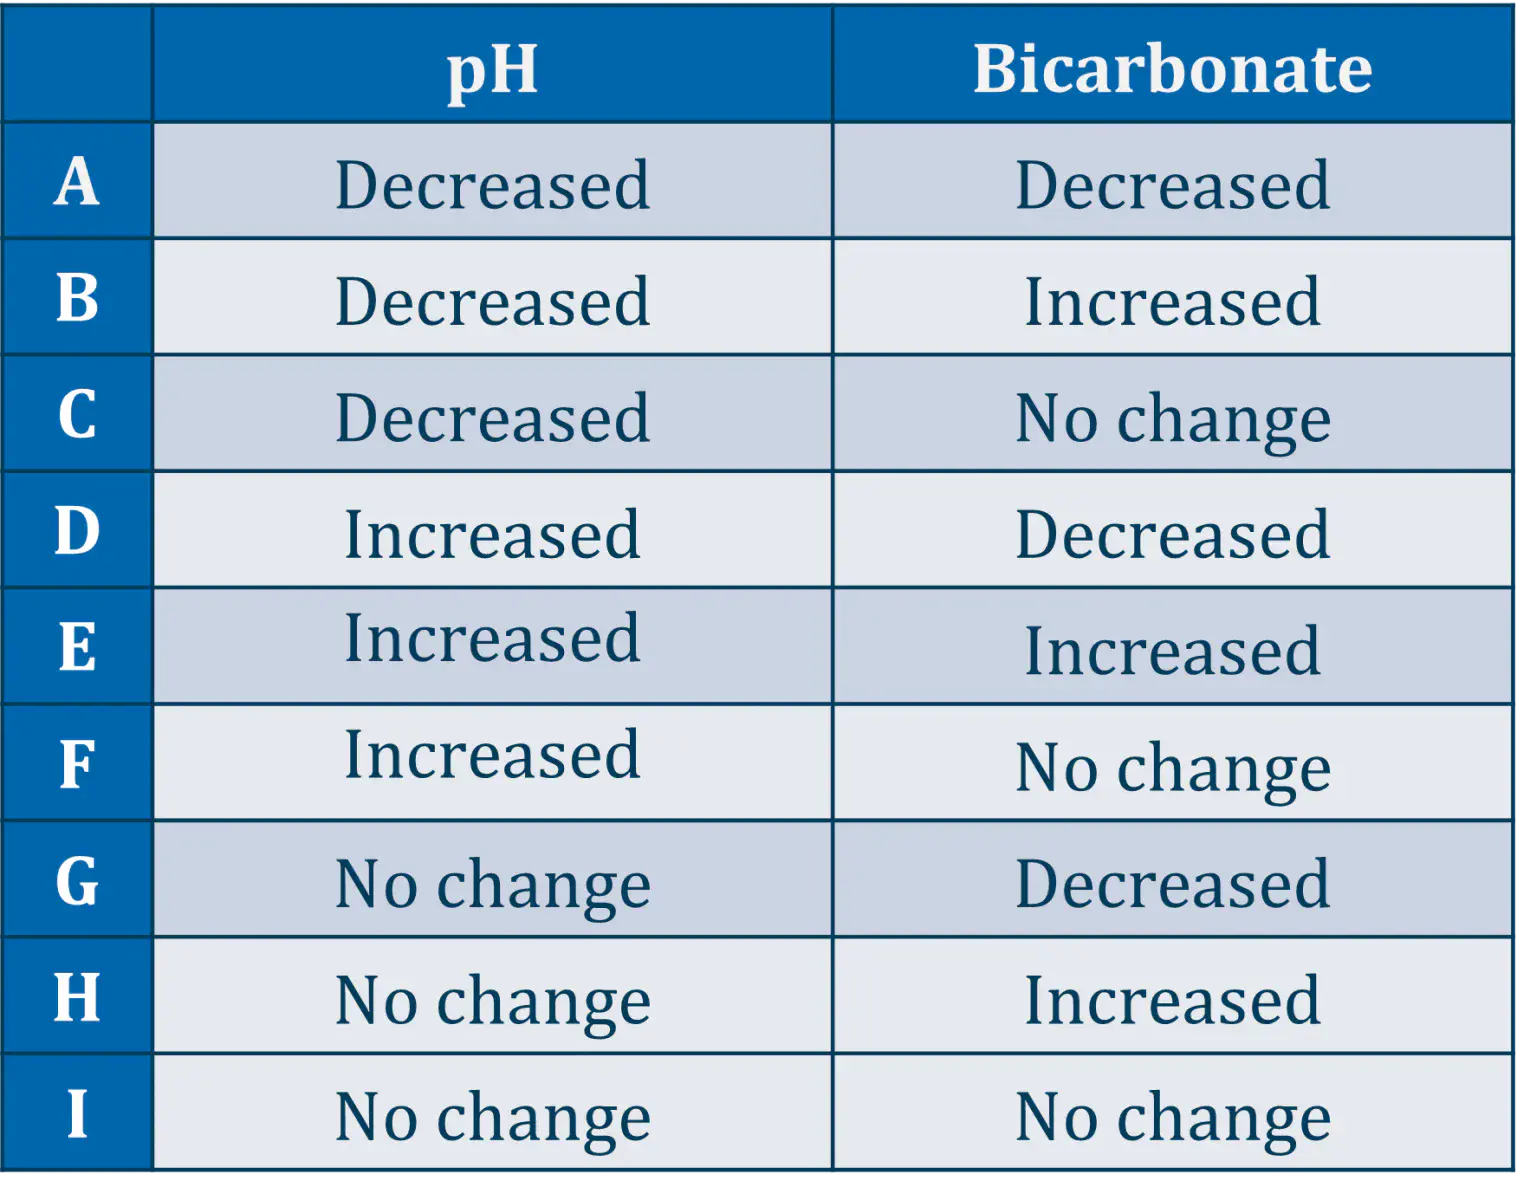 pH Bicarbonate
A Decreased Decreased
B Decreased Increased
C Decreased No change
D Increased Decreased
E Increased Increased
F Increased No change
G No change Decreased
H No change Increased
I No change No change